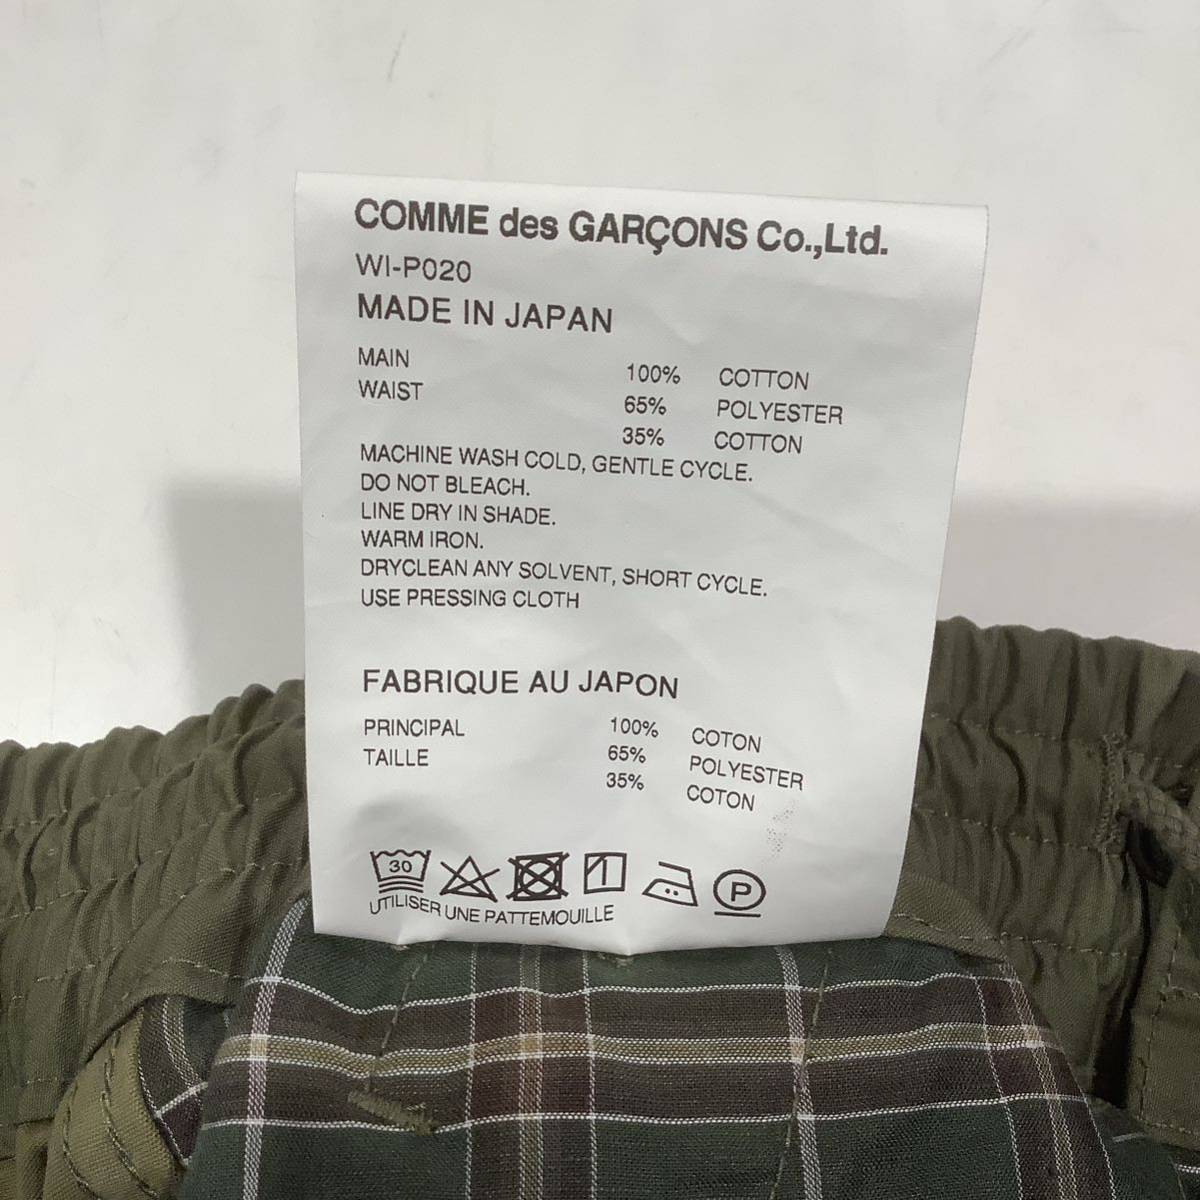 COMME des GARÇONS Co.,Ltd.
WI-P020
MADE IN JAPAN
MAIN 100% COTTON
WAIST 65% POLYESTER
35% COTTON
MACHINE WASH COLD, GENTLE CYCLE.
DO NOT BLEACH.
LINE DRY IN SHADE.
WARM IRON.
DRYCLEAN ANY SOLVENT, SHORT CYCLE.
USE PRESSING CLOTH
FABRIQUE AU JAPON
PRINCIPAL 100% COTON
TAILLE 65% POLYESTER
35% COTON
30 P
UTILISER UNE PATTEMOUILLE